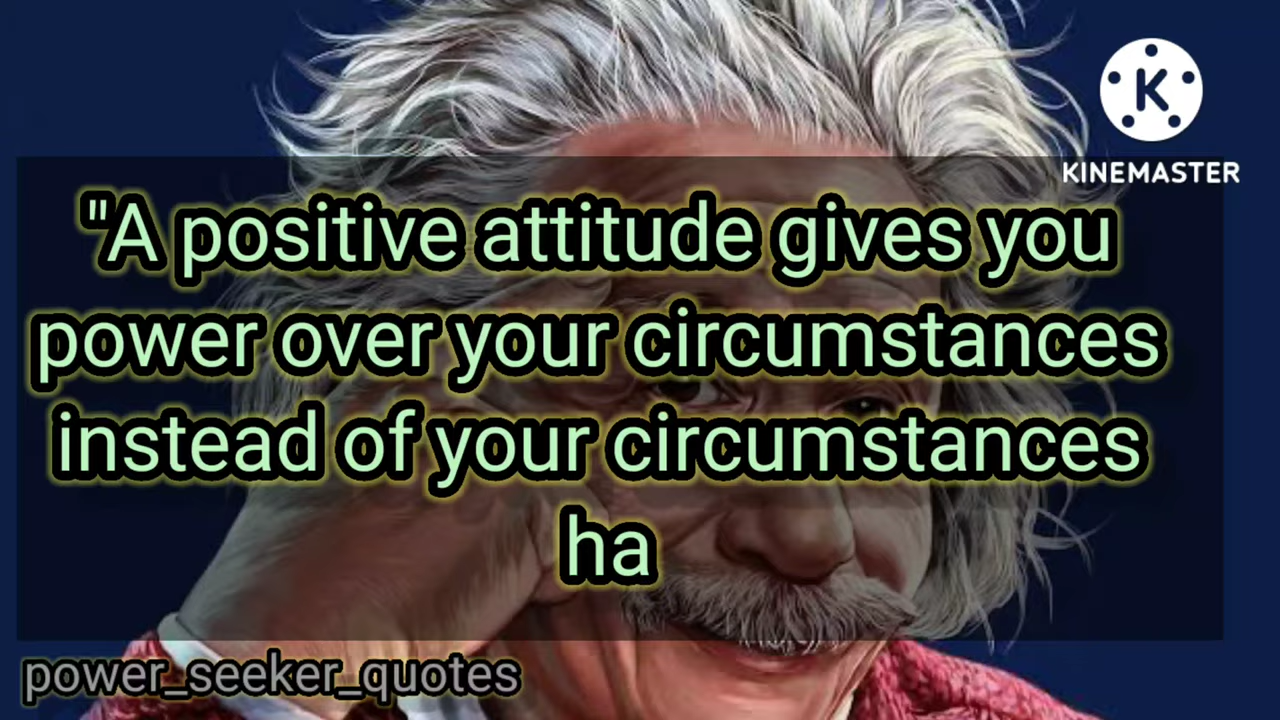 KINEMASTER
"A positive attitude gives you
power over your circumstances
instead of your circumstances
ha
power_seeker_quotes